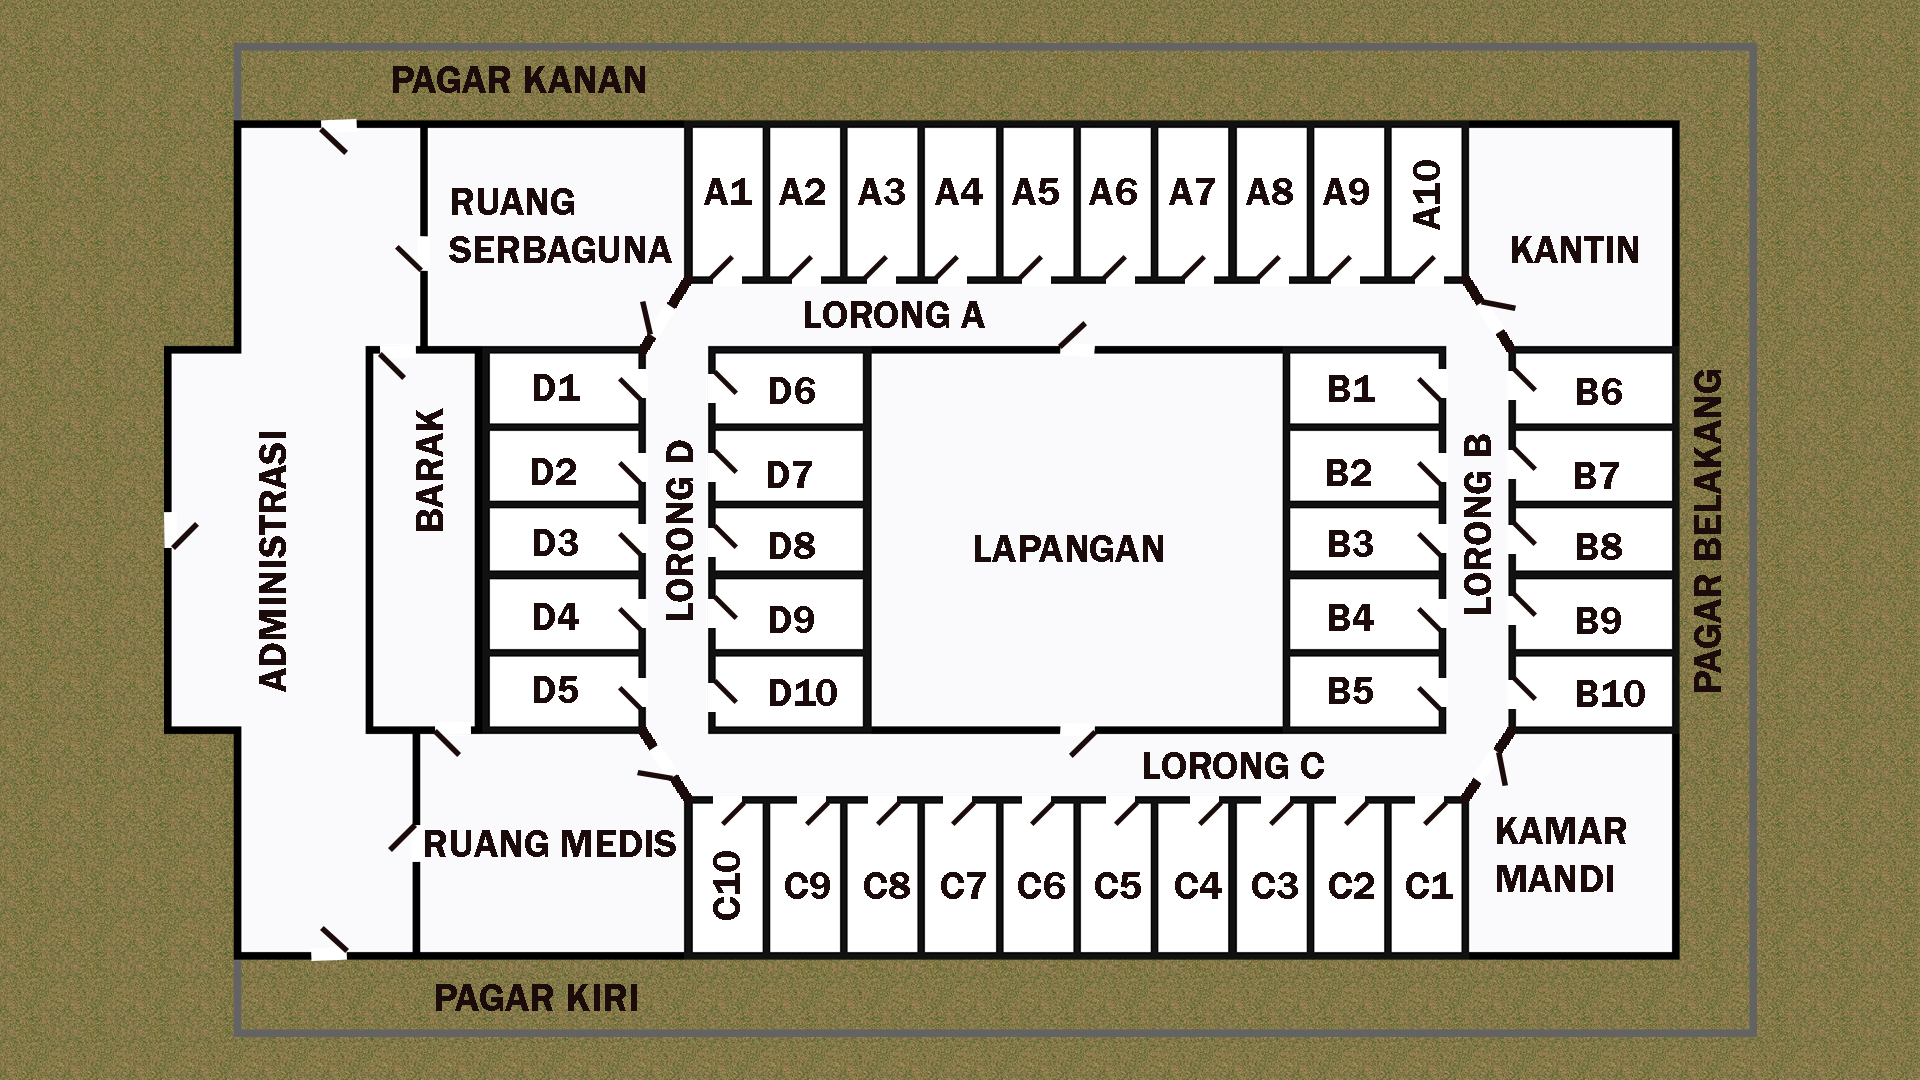 PAGAR KANAN
RUANG
SERBAGUNA
A1
A2
A3
A4
A5
A6
A7
A8
A9
A10
KANTIN
LORONG A
ADMINISTRASI
BARAK
D1
D2
D3
D4
D5
LORONG D
D6
D7
D8
D9
D10
LAPANGAN
B1
B2
B3
B4
B5
LORONG B
B6
B7
B8
B9
B10
PAGAR BELAKANG
LORONG C
RUANG MEDIS
C10
C9
C8
C7
C6
C5
C4
C3
C2
C1
KAMAR
MANDI
PAGAR KIRI